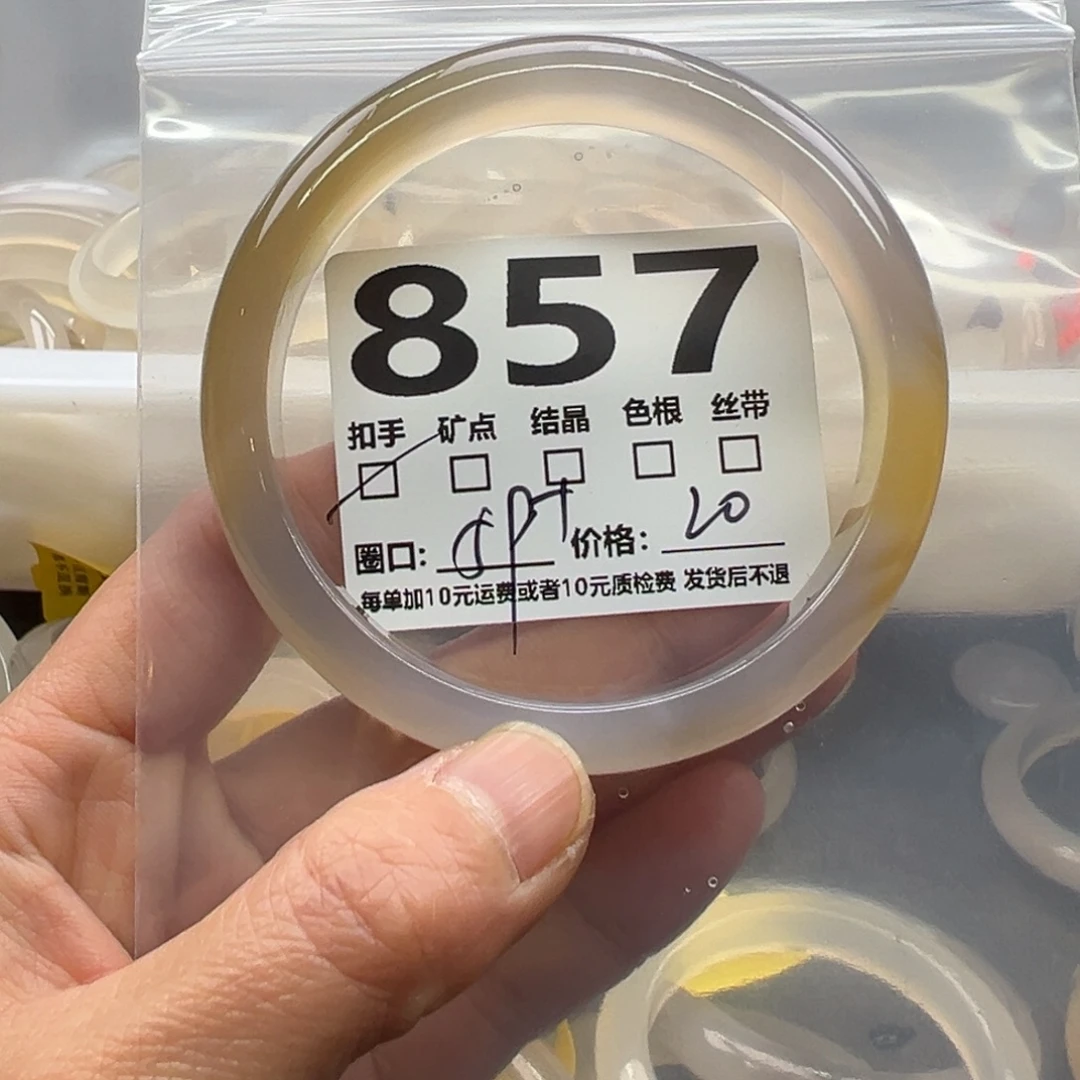 857
扣手 矿点 结晶 色根 丝带
圈口: 价格: 20
每单加10元运费或者10元质检费 发货后不退